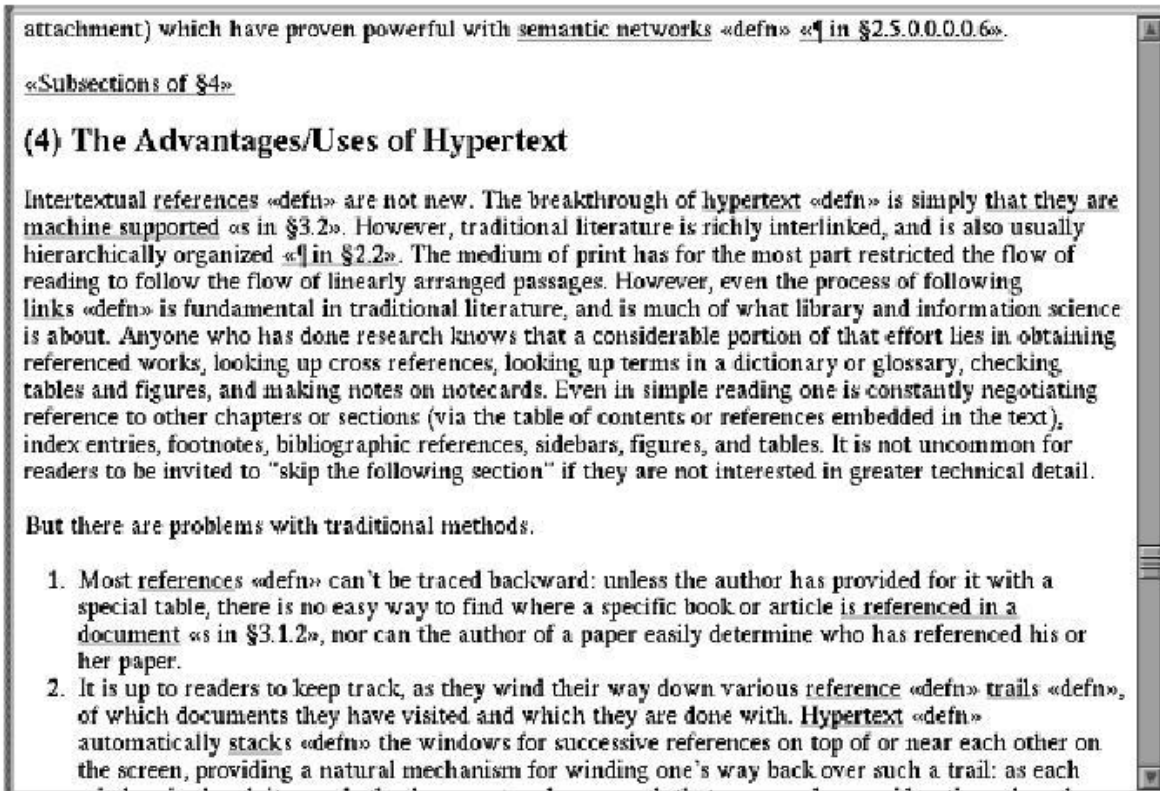 attachment) which have proven powerful with semantic networks «defn» «¶ in §2.5.0.0.0.6».
«Subsections of §4»
(4) The Advantages/Uses of Hypertext
Intertextual references «defn» are not new. The breakthrough of hypertext «defn» is simply that they are
machine supported «s in §3.2». However, traditional literature is richly interlinked, and is also usually
hierarchically organized «¶ in §2.2». The medium of print has for the most part restricted the flow of
reading to follow the flow of linearly arranged passages. However, even the process of following
links «defn» is fundamental in traditional literature, and is much of what library and information science
is about. Anyone who has done research knows that a considerable portion of that effort lies in obtaining
referenced works, looking up cross references, looking up terms in a dictionary or glossary, checking
tables and figures, and making notes on notecards. Even in simple reading one is constantly negotiating
reference to other chapters or sections (via the table of contents or references embedded in the text),
index entries, footnotes, bibliographic references, sidebars, figures, and tables. It is not uncommon for
readers to be invited to "skip the following section" if they are not interested in greater technical detail.
But there are problems with traditional methods.
1. Most references «defn» can't be traced backward: unless the author has provided for it with a
special table, there is no easy way to find where a specific book or article is referenced in a
document «s in §3.1.2», nor can the author of a paper easily determine who has referenced his or
her paper.
2. It is up to readers to keep track, as they wind their way down various reference «defn» trails «defn»,
of which documents they have visited and which they are done with. Hypertext «defn»
automatically stacks «defn» the windows for successive references on top of or near each other on
the screen, providing a natural mechanism for winding one's way back over such a trail: as each